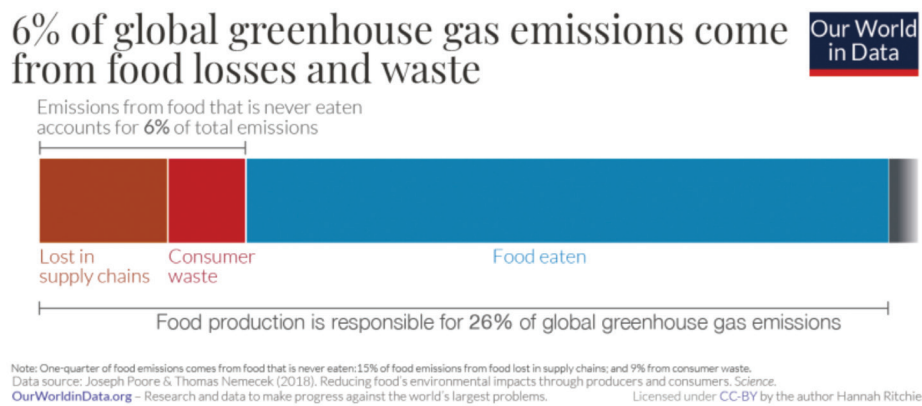 6% of global greenhouse gas emissions come
from food losses and waste
Our World
in Data
Emissions from food that is never eaten
accounts for 6% of total emissions
Lost in
supply chains
Consumer
waste
Food eaten
Food production is responsible for 26% of global greenhouse gas emissions
Note: One-quarter of food emissions comes from food that is never eaten; 15% of food emissions from food lost in supply chains; and 9% from consumer waste.
Data source: Joseph Poore & Thomas Nemecek (2018). Reducing food's environmental impacts through producers and consumers. Science.
OurWorldinData.org – Research and data to make progress against the world's largest problems.
Licensed under CC-BY by the author Hannah Ritchie